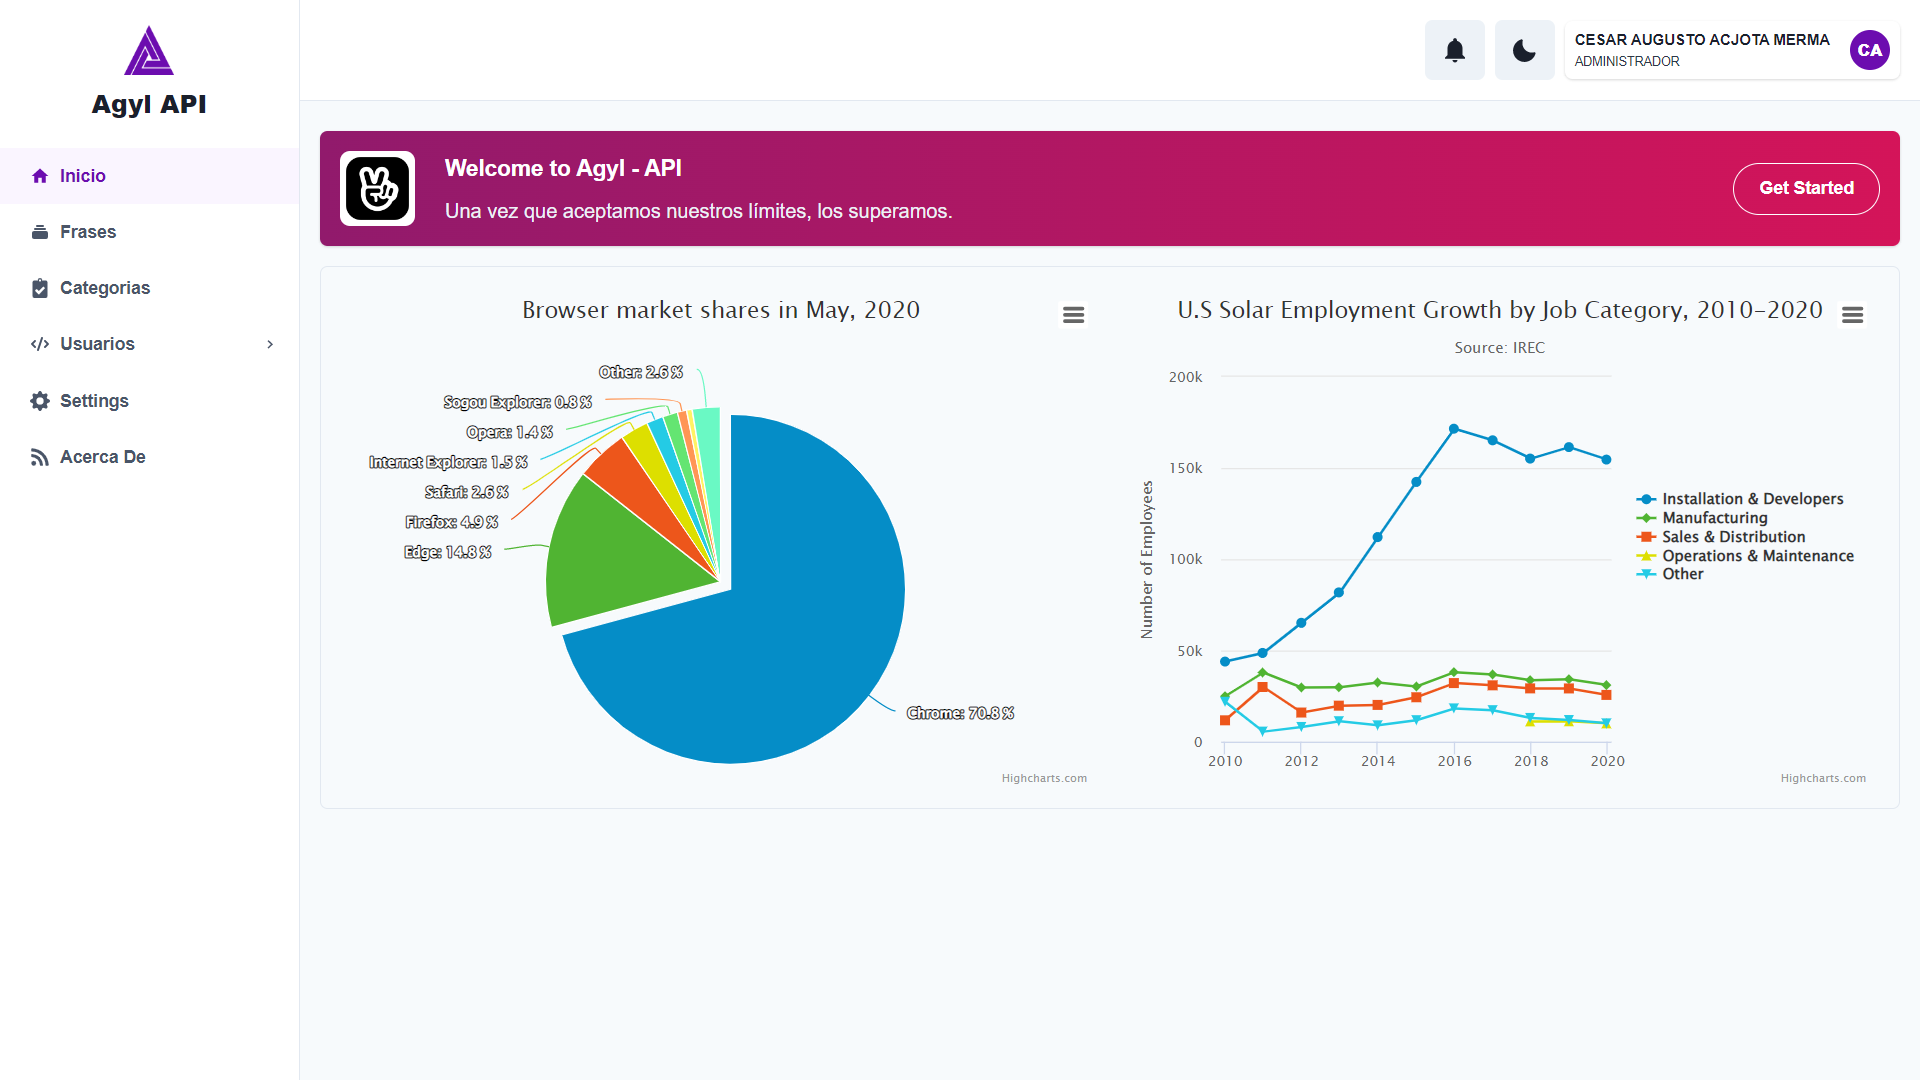 Agyl API
Inicio
Frases
Categorias
Usuarios
Settings
Acerca De
CESAR AUGUSTO ACJOTA MERMA
ADMINISTRADOR
CA
Welcome to Agyl - API
Una vez que aceptamos nuestros límites, los superamos.
Get Started
Browser market shares in May, 2020
Other: 2.6 %
Sogou Explorer: 0.8 %
Opera: 1.4 %
Internet Explorer: 1.5 %
Safari: 2.6 %
Firefox: 4.9 %
Edge: 14.8 %
Chrome: 70.8 %
Highcharts.com
U.S Solar Employment Growth by Job Category, 2010-2020
Source: IREC
Number of Employees
200k
150k
100k
50k
0
2010 2012 2014 2016 2018 2020
Installation & Developers
Manufacturing
Sales & Distribution
Operations & Maintenance
Other
Highcharts.com